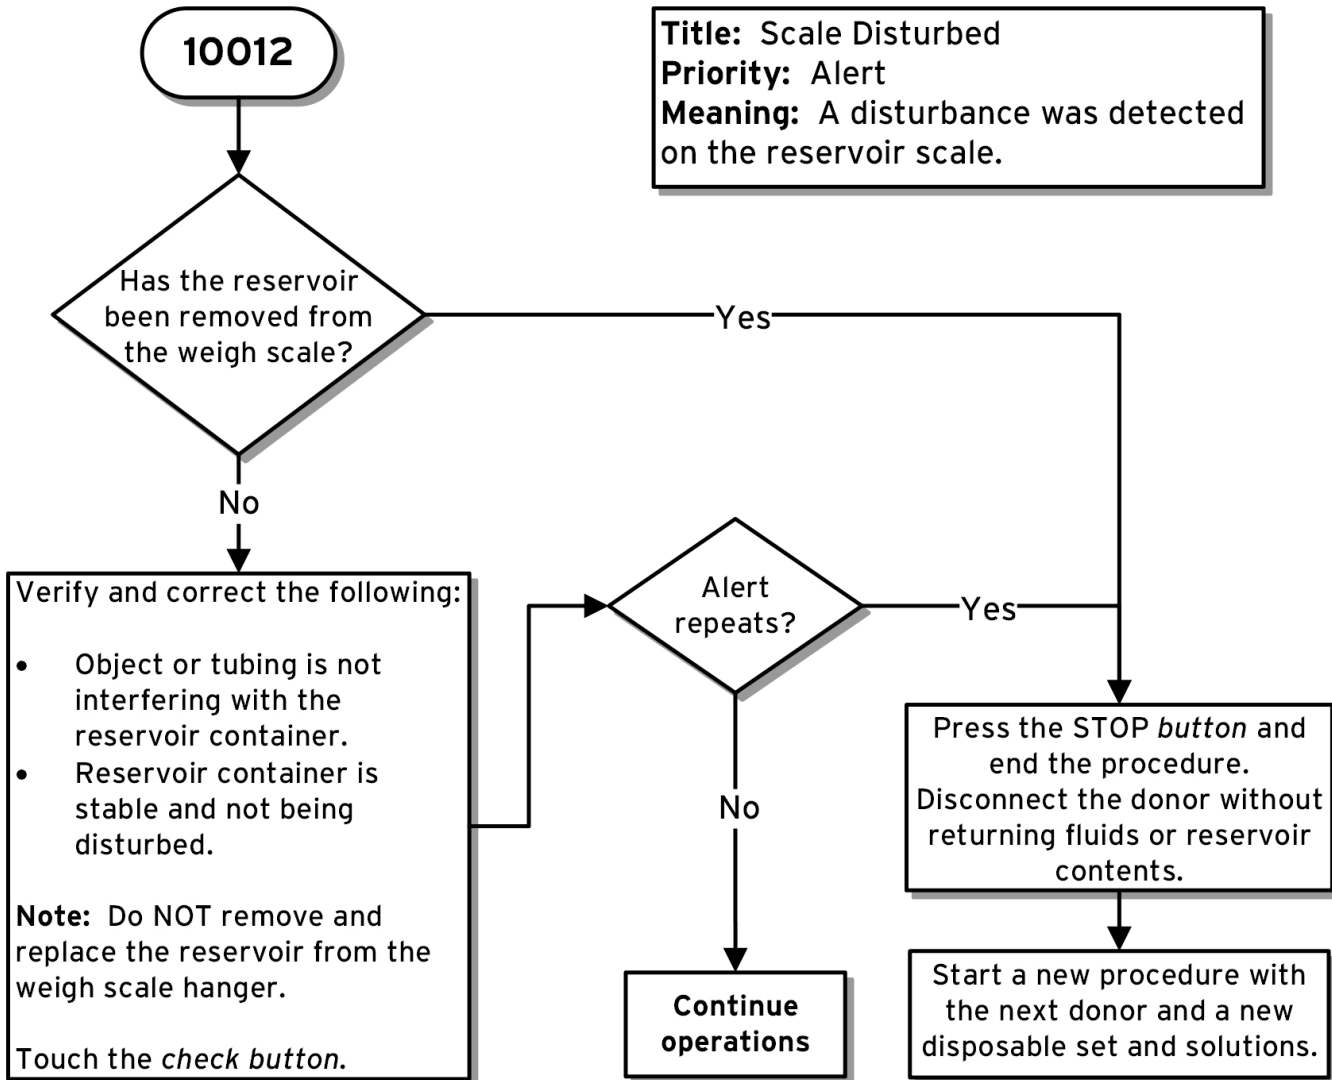 10012
Title: Scale Disturbed
Priority: Alert
Meaning: A disturbance was detected
on the reservoir scale.
Has the reservoir
been removed from
the weigh scale?
Yes
No
Verify and correct the following:
• Object or tubing is not
interfering with the
reservoir container.
• Reservoir container is
stable and not being
disturbed.
Note: Do NOT remove and
replace the reservoir from the
weigh scale hanger.
Touch the check button.
Alert
repeats?
Yes
No
Continue
operations
Press the STOP button and
end the procedure.
Disconnect the donor without
returning fluids or reservoir
contents.
Start a new procedure with
the next donor and a new
disposable set and solutions.